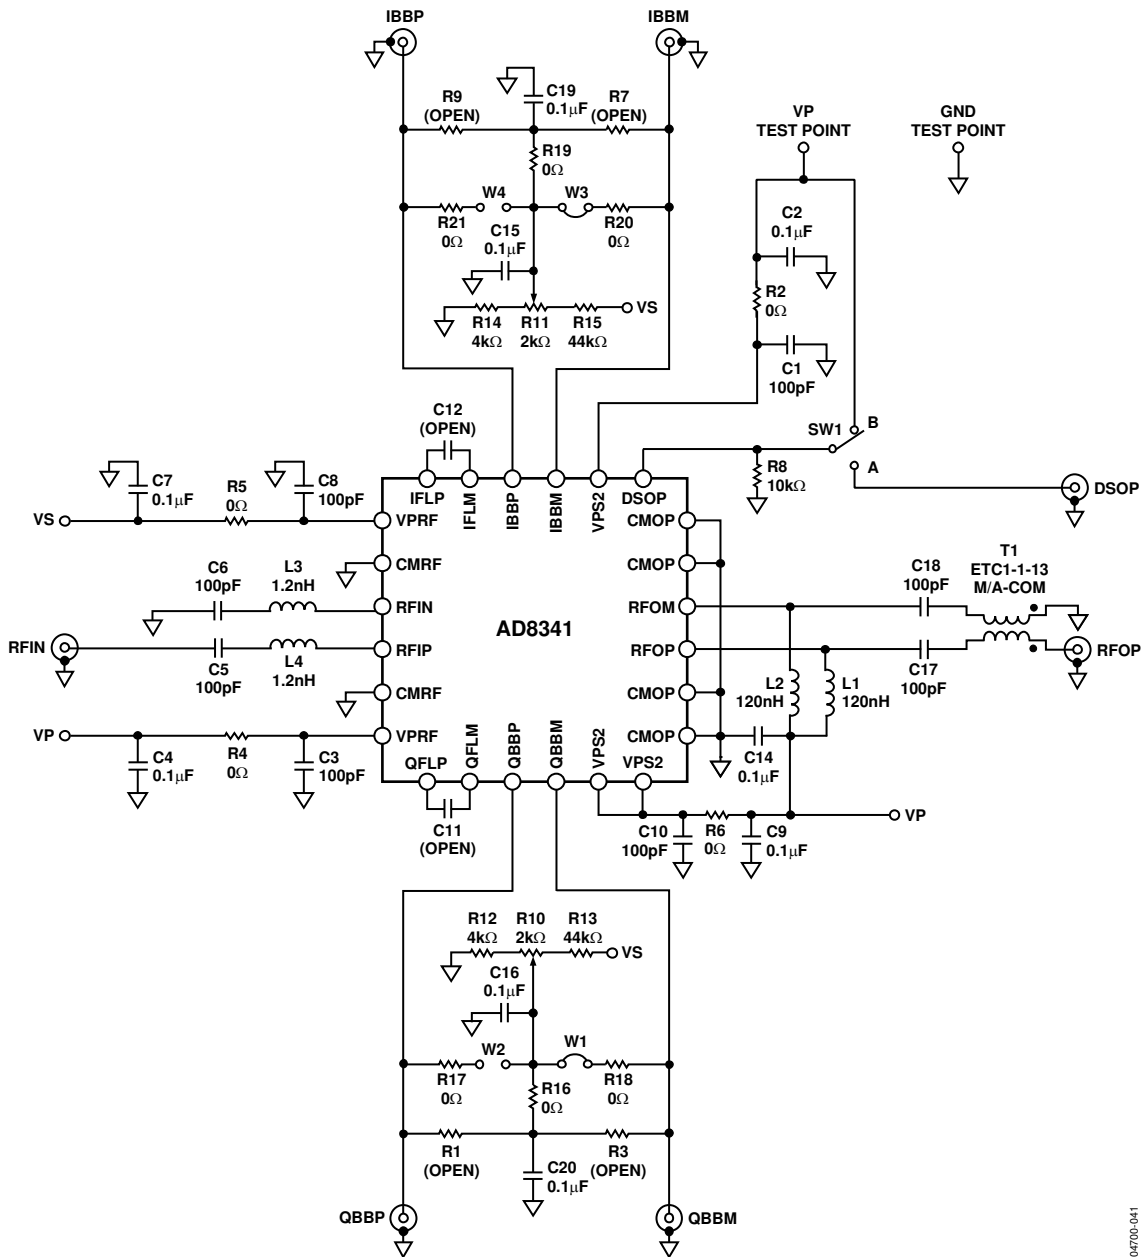 IBBP
IBBM
C19
0.1µF
R9
(OPEN)
R7
(OPEN)
VP
TEST POINT
GND
TEST POINT
R19
0Ω
W4
W3
R21
0Ω
R20
0Ω
C15
0.1µF
C2
0.1µF
R2
0Ω
VS
R14
4kΩ
R11
2kΩ
R15
44kΩ
C1
100pF
C12
(OPEN)
SW1
B
A
R8
10kΩ
DSOP
C7
0.1µF
R5
0Ω
C8
100pF
VS
IFLP
IFLM
IBBP
IBBM
VPS2
DSOP
VPRF
CMOP
CMRF
CMOP
C6
100pF
L3
1.2nH
RFIN
RFOM
C18
100pF
T1
ETC1-1-13
M/A-COM
AD8341
RFIN
C5
100pF
L4
1.2nH
RFIP
RFOP
C17
100pF
RFOP
CMRF
CMOP
L2
120nH
L1
120nH
VP
VPRF
CMOP
C4
0.1µF
R4
0Ω
C3
100pF
QFLP
QFLM
QBBP
QBBM
VPS2
VPS2
C14
0.1µF
C11
(OPEN)
C10
100pF
R6
0Ω
C9
0.1µF
VP
R12
4kΩ
R10
2kΩ
R13
44kΩ
VS
C16
0.1µF
W2
W1
R17
0Ω
R16
0Ω
R18
0Ω
R1
(OPEN)
R3
(OPEN)
C20
0.1µF
QBBP
QBBM
04700-041